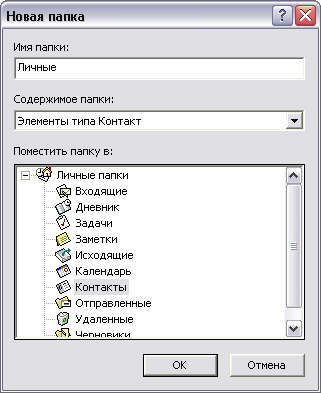 Новая папка
Имя папки:
Личные
Содержимое папки:
Элементы типа Контакт
Поместить папку в:
Личные папки
Входящие
Дневник
Задачи
Заметки
Исходящие
Календарь
Контакты
Отправленные
Удаленные
Черновики
OK
Отмена